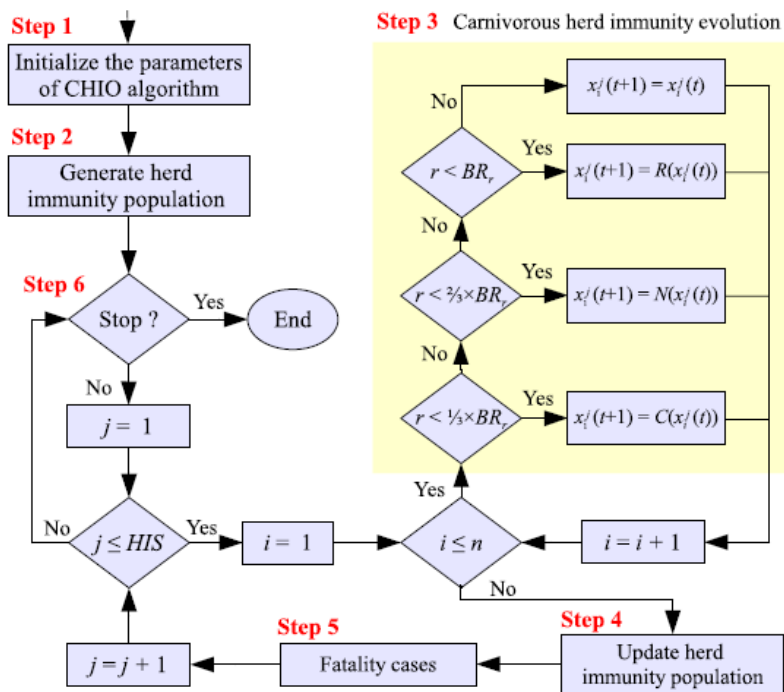 Step 1
Initialize the parameters
of CHIO algorithm
Step 2
Generate herd
immunity population
Step 6
Stop ?
Yes
End
No
j = 1
j ≤ HIS
No
Yes
i = 1
i ≤ n
Yes
No
Step 3 Carnivorous herd immunity evolution
r < ⅓×BRᵣ
Yes
xᵢʲ(t+1) = C(xᵢʲ(t))
No
r < ⅔×BRᵣ
Yes
xᵢʲ(t+1) = N(xᵢʲ(t))
No
r < BRᵣ
Yes
xᵢʲ(t+1) = R(xᵢʲ(t))
No
xᵢʲ(t+1) = xᵢʲ(t)
i = i + 1
Step 4
Update herd
immunity population
Step 5
Fatality cases
j = j + 1